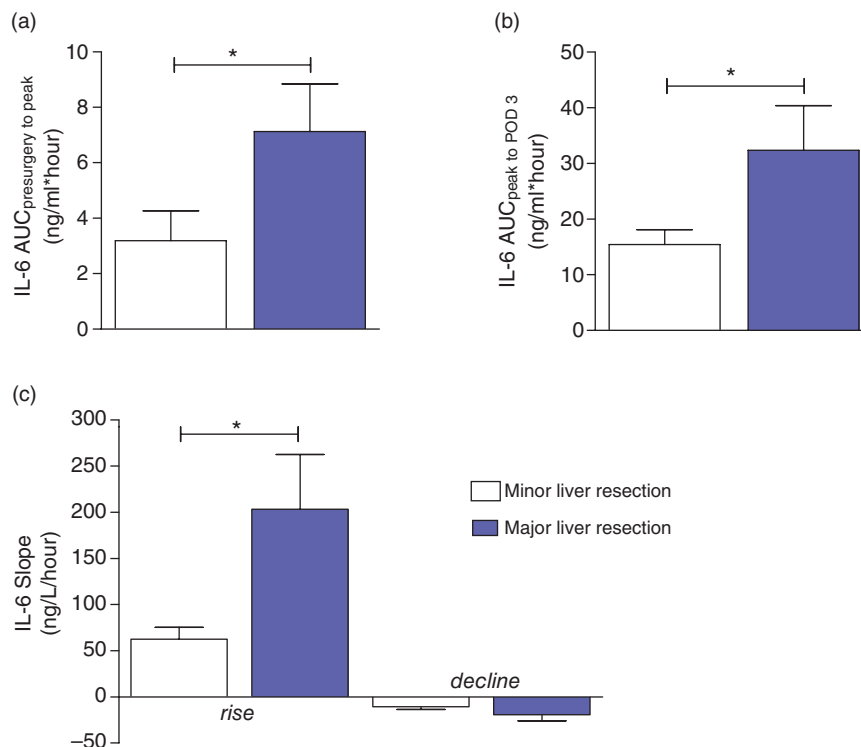 (a)
IL-6 AUCpresurgery to peak
(ng/ml*hour)
10
8
6
4
2
0
*
(b)
IL-6 AUCpeak to POD 3
(ng/ml*hour)
50
40
30
20
10
0
*
(c)
IL-6 Slope
(ng/L/hour)
300
250
200
150
100
50
0
–50
*
rise
decline
Minor liver resection
Major liver resection